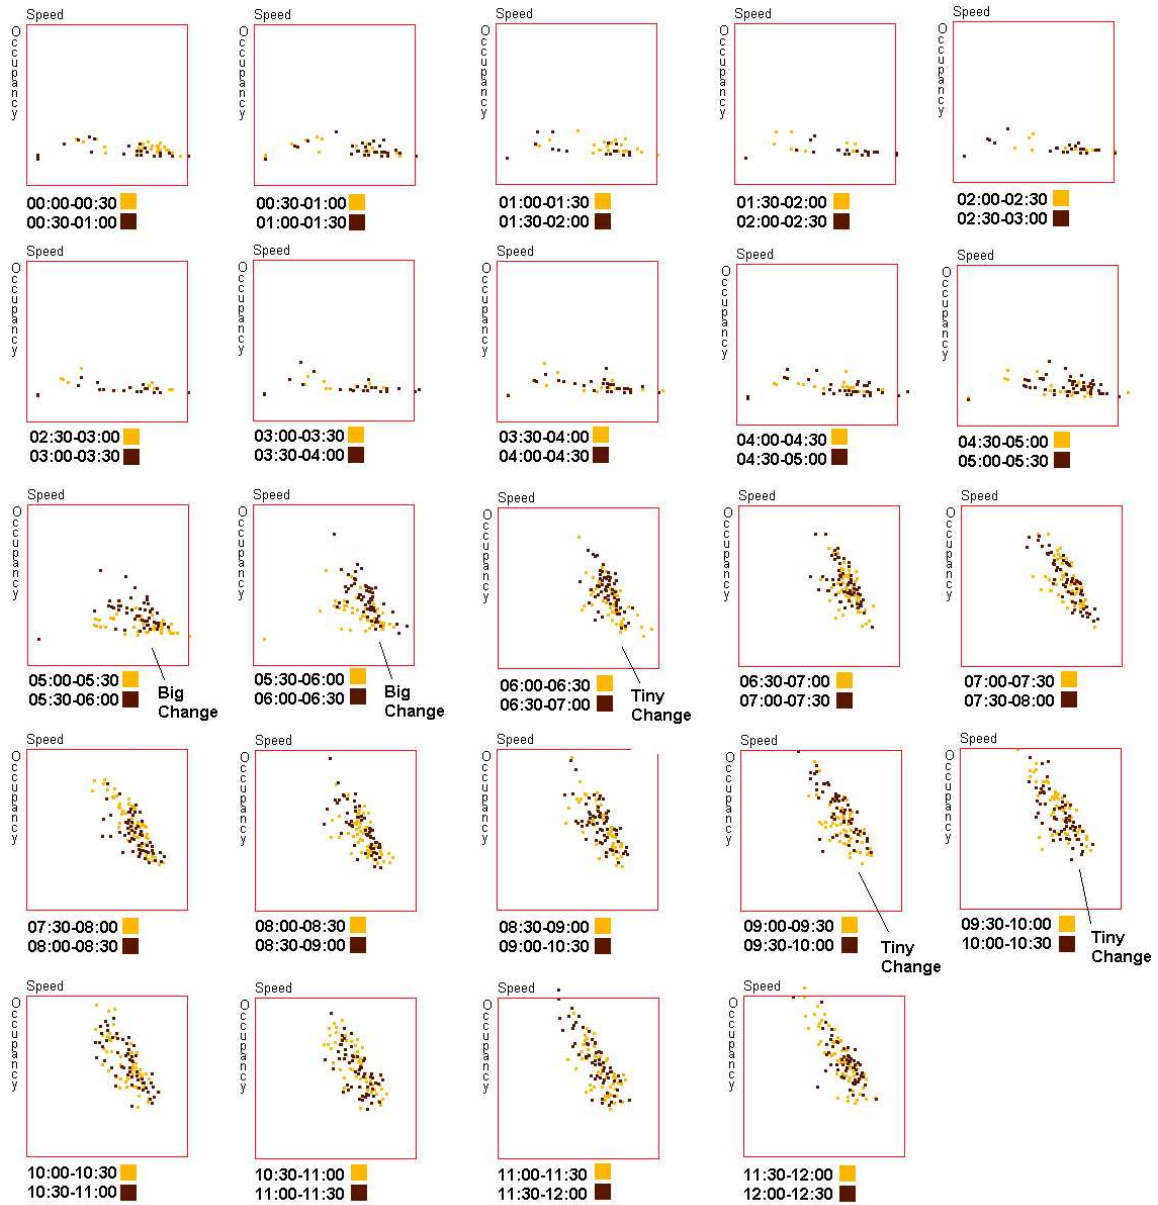 Speed
Occupancy
00:00-00:30
00:30-01:00
Speed
Occupancy
00:30-01:00
01:00-01:30
Speed
Occupancy
01:00-01:30
01:30-02:00
Speed
Occupancy
01:30-02:00
02:00-02:30
Speed
Occupancy
02:00-02:30
02:30-03:00
Speed
Occupancy
02:30-03:00
03:00-03:30
Speed
Occupancy
03:00-03:30
03:30-04:00
Speed
Occupancy
03:30-04:00
04:00-04:30
Speed
Occupancy
04:00-04:30
04:30-05:00
Speed
Occupancy
04:30-05:00
05:00-05:30
Speed
Occupancy
05:00-05:30
05:30-06:00
Big
Change
Speed
Occupancy
05:30-06:00
06:00-06:30
Big
Change
Speed
Occupancy
06:00-06:30
06:30-07:00
Tiny
Change
Speed
Occupancy
06:30-07:00
07:00-07:30
Speed
Occupancy
07:00-07:30
07:30-08:00
Speed
Occupancy
07:30-08:00
08:00-08:30
Speed
Occupancy
08:00-08:30
08:30-09:00
Speed
Occupancy
08:30-09:00
09:00-10:30
Speed
Occupancy
09:00-09:30
09:30-10:00
Tiny
Change
Speed
Occupancy
09:30-10:00
10:00-10:30
Tiny
Change
Speed
Occupancy
10:00-10:30
10:30-11:00
Speed
Occupancy
10:30-11:00
11:00-11:30
Speed
Occupancy
11:00-11:30
11:30-12:00
Speed
Occupancy
11:30-12:00
12:00-12:30